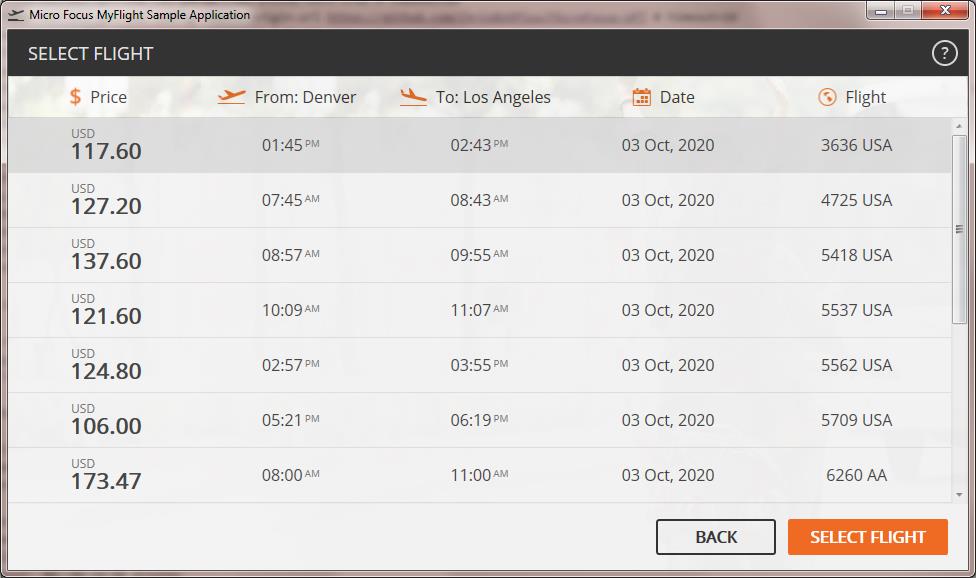 Micro Focus MyFlight Sample Application
SELECT FLIGHT ?
$ Price From: Denver To: Los Angeles Date Flight
USD
117.60 01:45 PM 02:43 PM 03 Oct, 2020 3636 USA
USD
127.20 07:45 AM 08:43 AM 03 Oct, 2020 4725 USA
USD
137.60 08:57 AM 09:55 AM 03 Oct, 2020 5418 USA
USD
121.60 10:09 AM 11:07 AM 03 Oct, 2020 5537 USA
USD
124.80 02:57 PM 03:55 PM 03 Oct, 2020 5562 USA
USD
106.00 05:21 PM 06:19 PM 03 Oct, 2020 5709 USA
USD
173.47 08:00 AM 11:00 AM 03 Oct, 2020 6260 AA
BACK SELECT FLIGHT